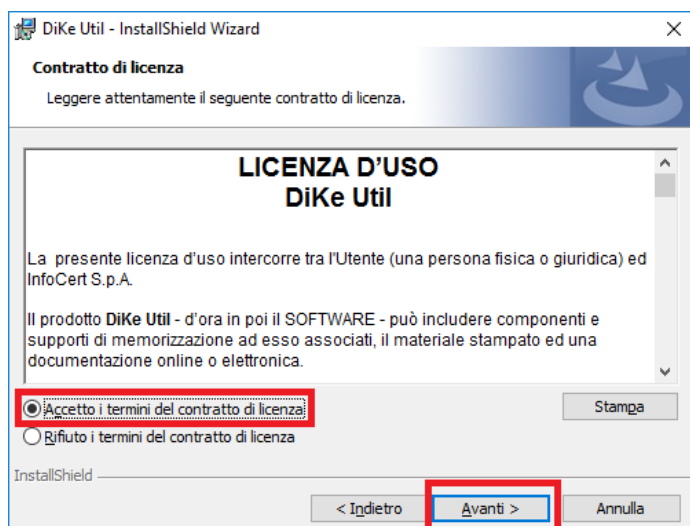 DiKe Util - InstallShield Wizard
Contratto di licenza
Leggere attentamente il seguente contratto di licenza.
LICENZA D'USO
DiKe Util
La presente licenza d'uso intercorre tra l'Utente (una persona fisica o giuridica) ed
InfoCert S.p.A.
Il prodotto DiKe Util - d'ora in poi il SOFTWARE - può includere componenti e
supporti di memorizzazione ad esso associati, il materiale stampato ed una
documentazione online o elettronica.
Accetto i termini del contratto di licenza
Stampa
Rifiuto i termini del contratto di licenza
InstallShield
< Indietro
Avanti >
Annulla